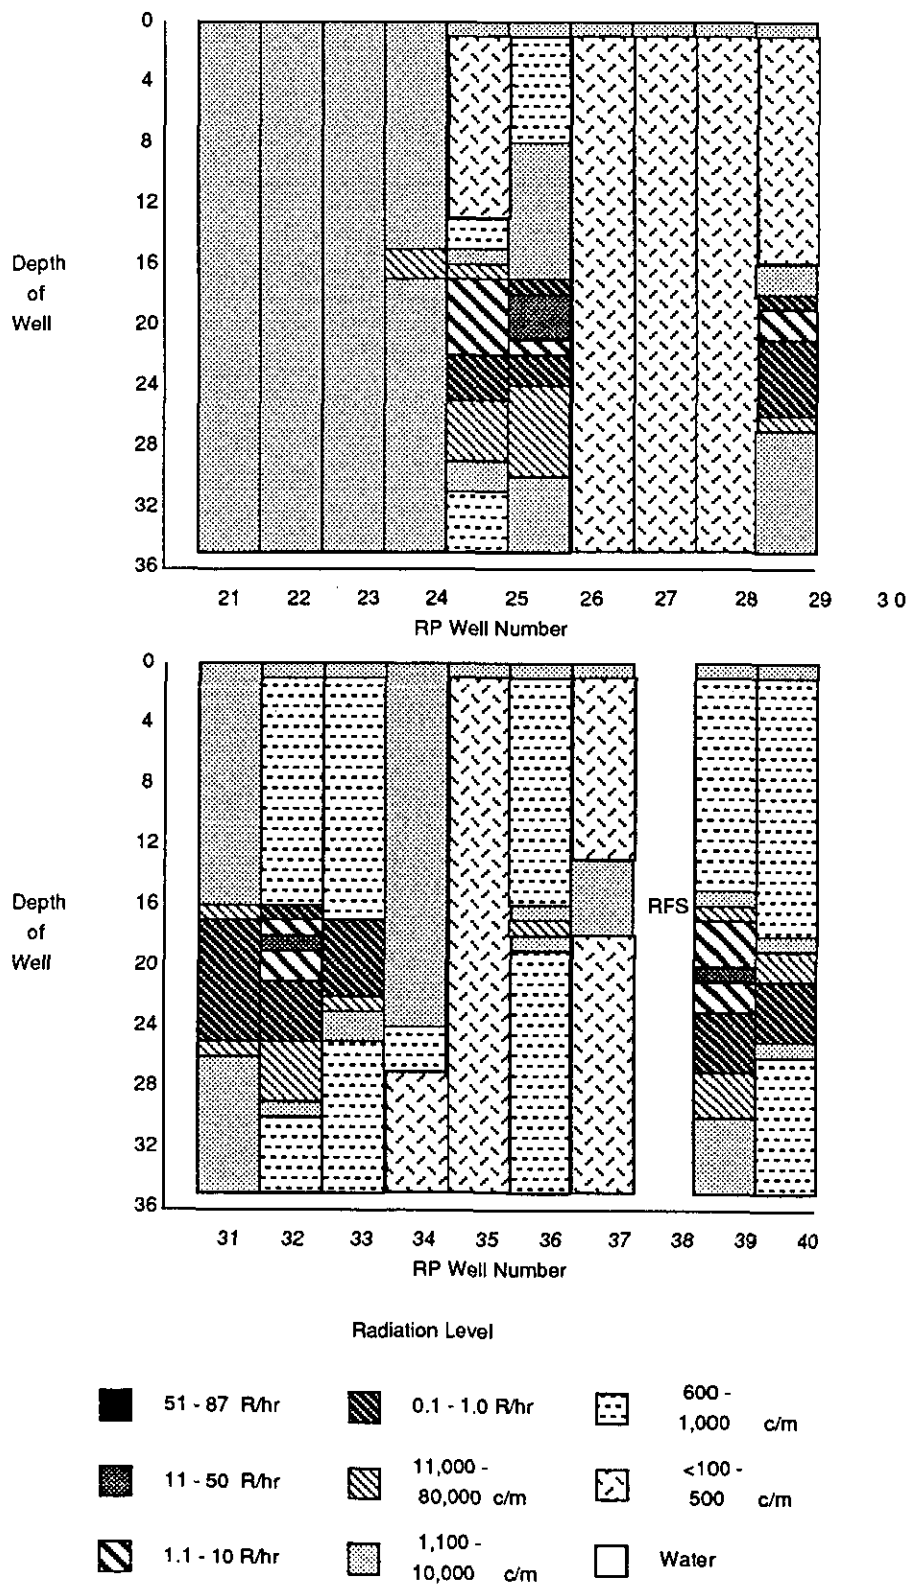 0
4
8
12
16
20
24
28
32
36
Depth
of
Well
21 22 23 24 25 26 27 28 29 30
RP Well Number
0
4
8
12
16
20
24
28
32
36
Depth
of
Well
RFS
31 32 33 34 35 36 37 38 39 40
RP Well Number
Radiation Level
51 - 87 R/hr
0.1 - 1.0 R/hr
600 -
1,000 c/m
11 - 50 R/hr
11,000 -
80,000 c/m
<100 -
500 c/m
1.1 - 10 R/hr
1,100 -
10,000 c/m
Water